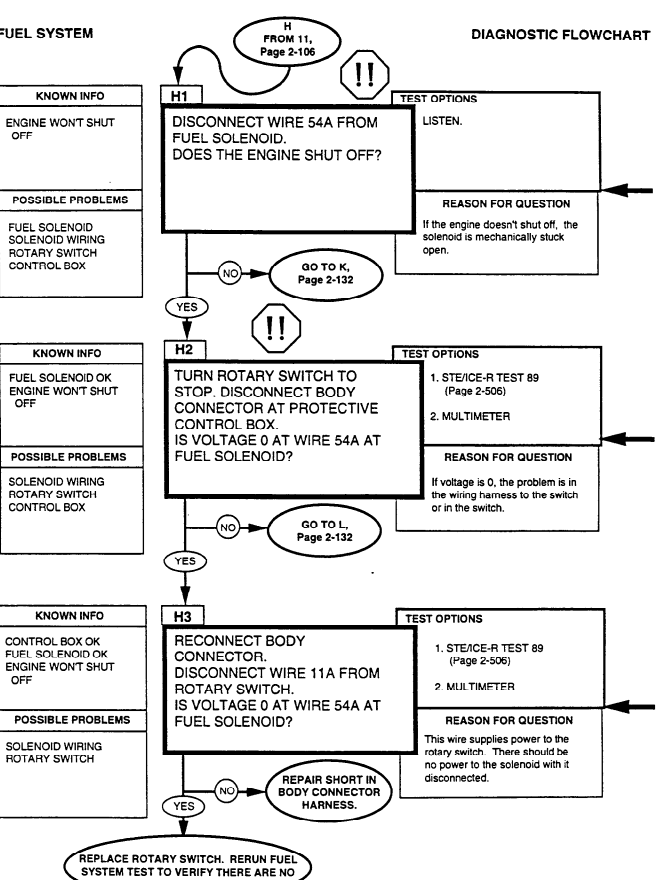 FUEL SYSTEM
DIAGNOSTIC FLOWCHART
H
FROM 11,
Page 2-106
!!
KNOWN INFO
ENGINE WON'T SHUT
OFF
POSSIBLE PROBLEMS
FUEL SOLENOID
SOLENOID WIRING
ROTARY SWITCH
CONTROL BOX
H1
DISCONNECT WIRE 54A FROM
FUEL SOLENOID.
DOES THE ENGINE SHUT OFF?
TEST OPTIONS
LISTEN.
REASON FOR QUESTION
If the engine doesn't shut off, the
solenoid is mechanically stuck
open.
NO
GO TO K,
Page 2-132
YES
!!
KNOWN INFO
FUEL SOLENOID OK
ENGINE WON'T SHUT
OFF
POSSIBLE PROBLEMS
SOLENOID WIRING
ROTARY SWITCH
CONTROL BOX
H2
TURN ROTARY SWITCH TO
STOP. DISCONNECT BODY
CONNECTOR AT PROTECTIVE
CONTROL BOX.
IS VOLTAGE 0 AT WIRE 54A AT
FUEL SOLENOID?
TEST OPTIONS
1. STE/ICE-R TEST 89
(Page 2-506)
2. MULTIMETER
REASON FOR QUESTION
If voltage is 0, the problem is in
the wiring harness to the switch
or in the switch.
NO
GO TO L,
Page 2-132
YES
KNOWN INFO
CONTROL BOX OK
FUEL SOLENOID OK
ENGINE WON'T SHUT
OFF
POSSIBLE PROBLEMS
SOLENOID WIRING
ROTARY SWITCH
H3
RECONNECT BODY
CONNECTOR.
DISCONNECT WIRE 11A FROM
ROTARY SWITCH.
IS VOLTAGE 0 AT WIRE 54A AT
FUEL SOLENOID?
TEST OPTIONS
1. STE/ICE-R TEST 89
(Page 2-506)
2. MULTIMETER
REASON FOR QUESTION
This wire supplies power to the
rotary switch. There should be
no power to the solenoid with it
disconnected.
NO
REPAIR SHORT IN
BODY CONNECTOR
HARNESS.
YES
REPLACE ROTARY SWITCH. RERUN FUEL
SYSTEM TEST TO VERIFY THERE ARE NO